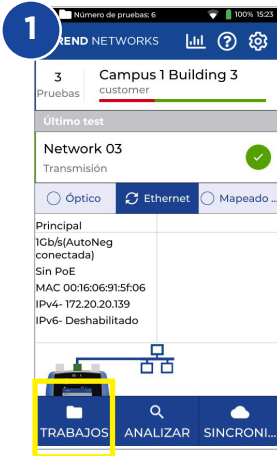 1
Número de pruebas: 6
100% 15:23
REND NETWORKS
3
Pruebas
Campus 1 Building 3
customer
Último test
Network 03
Transmisión
Óptico
Ethernet
Mapeado ...
Principal
1Gb/s(AutoNeg
conectada)
Sin PoE
MAC 00:16:06:91:5f:06
IPv4- 172.20.20.139
IPv6- Deshabilitado
TRABAJOS
ANALIZAR
SINCRONI...